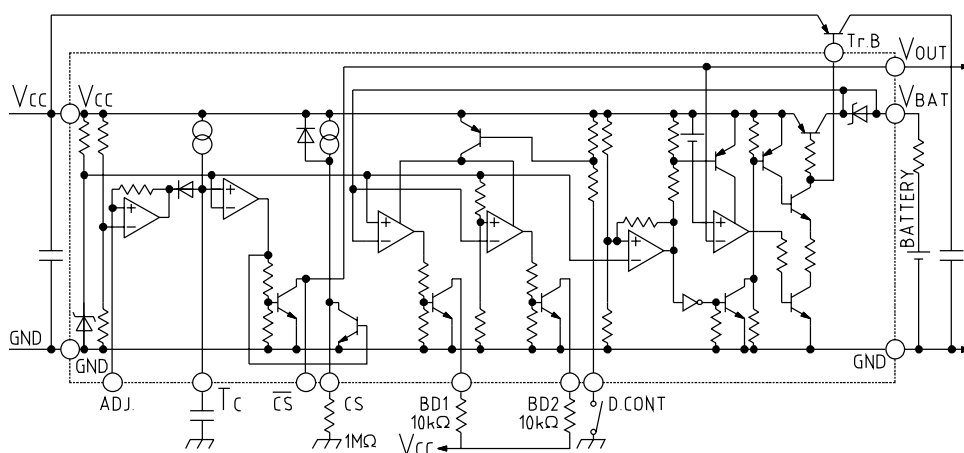 Tr.B
VOUT
VCC
VCC
VBAT
BATTERY
GND
GND
GND
ADJ.
TC
CS
CS
BD1
BD2
D.CONT
1MΩ
10kΩ
10kΩ
VCC